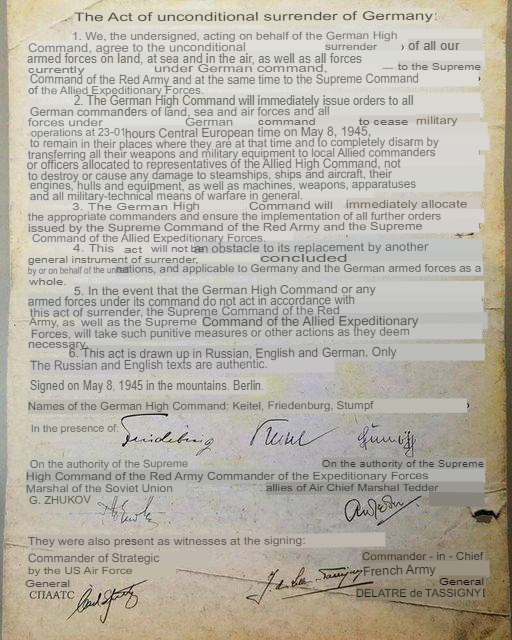 The Act of unconditional surrender of Germany:
1. We, the undersigned, acting on behalf of the German High
Command, agree to the unconditional surrender of all our
armed forces on land, at sea and in the air, as well as all forces
currently under German command, — to the Supreme
Command of the Red Army and at the same time to the Supreme Command
of the Allied Expeditionary Forces.
2. The German High Command will immediately issue orders to all
German commanders of land, sea and air forces and all
forces under German command to cease military
operations at 23-01 hours Central European time on May 8, 1945,
to remain in their places where they are at that time and to completely disarm by
transferring all their weapons and military equipment to local Allied commanders
or officers allocated to representatives of the Allied High Command, not
to destroy or cause any damage to steamships, ships and aircraft, their
engines, hulls and equipment, as well as machines, weapons, apparatuses
and all military-technical means of warfare in general.
3. The German High Command will immediately allocate
the appropriate commanders and ensure the implementation of all further orders
issued by the Supreme Command of the Red Army and the Supreme
Command of the Allied Expeditionary Forces.
4. This act will not be an obstacle to its replacement by another
general instrument of surrender, concluded
by or on behalf of the united nations, and applicable to Germany and the German armed forces as a
whole.
5. In the event that the German High Command or any
armed forces under its command do not act in accordance with
this act of surrender, the Supreme Command of the Red
Army, as well as the Supreme Command of the Allied Expeditionary
Forces, will take such punitive measures or other actions as they deem
necessary.
6. This act is drawn up in Russian, English and German. Only
The Russian and English texts are authentic.
Signed on May 8, 1945 in the mountains. Berlin.
Names of the German High Command: Keitel, Friedenburg, Stumpf
In the presence of:
On the authority of the Supreme On the authority of the Supreme
High Command of the Red Army Commander of the Expeditionary Forces
Marshal of the Soviet Union allies of Air Chief Marshal Tedder
G. ZHUKOV
They were also present as witnesses at the signing:
Commander of Strategic Commander - in - Chief
by the US Air Force French Army
General General
СПААТС DELATRE de TASSIGNY